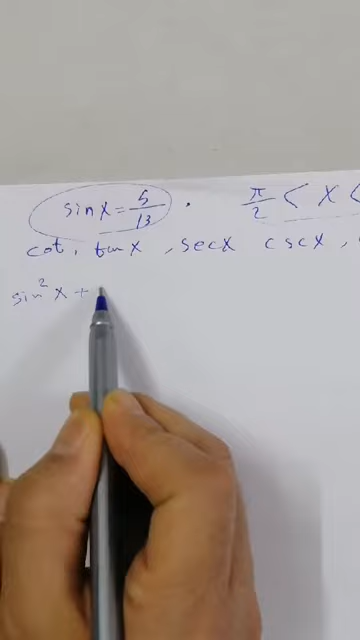 sin x = 5/13 . π/2 < x <
cot, tan x , sec x csc x ,
sin² x +